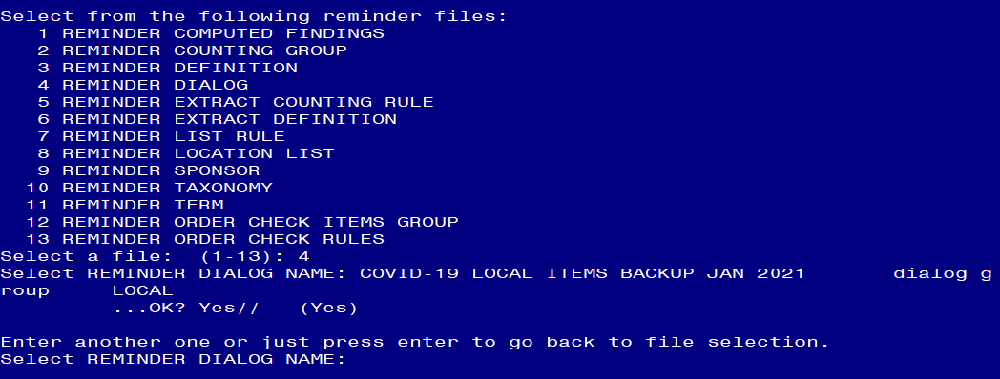 Select from the following reminder files:
1 REMINDER COMPUTED FINDINGS
2 REMINDER COUNTING GROUP
3 REMINDER DEFINITION
4 REMINDER DIALOG
5 REMINDER EXTRACT COUNTING RULE
6 REMINDER EXTRACT DEFINITION
7 REMINDER LIST RULE
8 REMINDER LOCATION LIST
9 REMINDER SPONSOR
10 REMINDER TAXONOMY
11 REMINDER TERM
12 REMINDER ORDER CHECK ITEMS GROUP
13 REMINDER ORDER CHECK RULES
Select a file:  (1-13): 4
Select REMINDER DIALOG NAME: COVID-19 LOCAL ITEMS BACKUP JAN 2021       dialog g
roup     LOCAL
...OK? Yes//   (Yes)

Enter another one or just press enter to go back to file selection.
Select REMINDER DIALOG NAME: